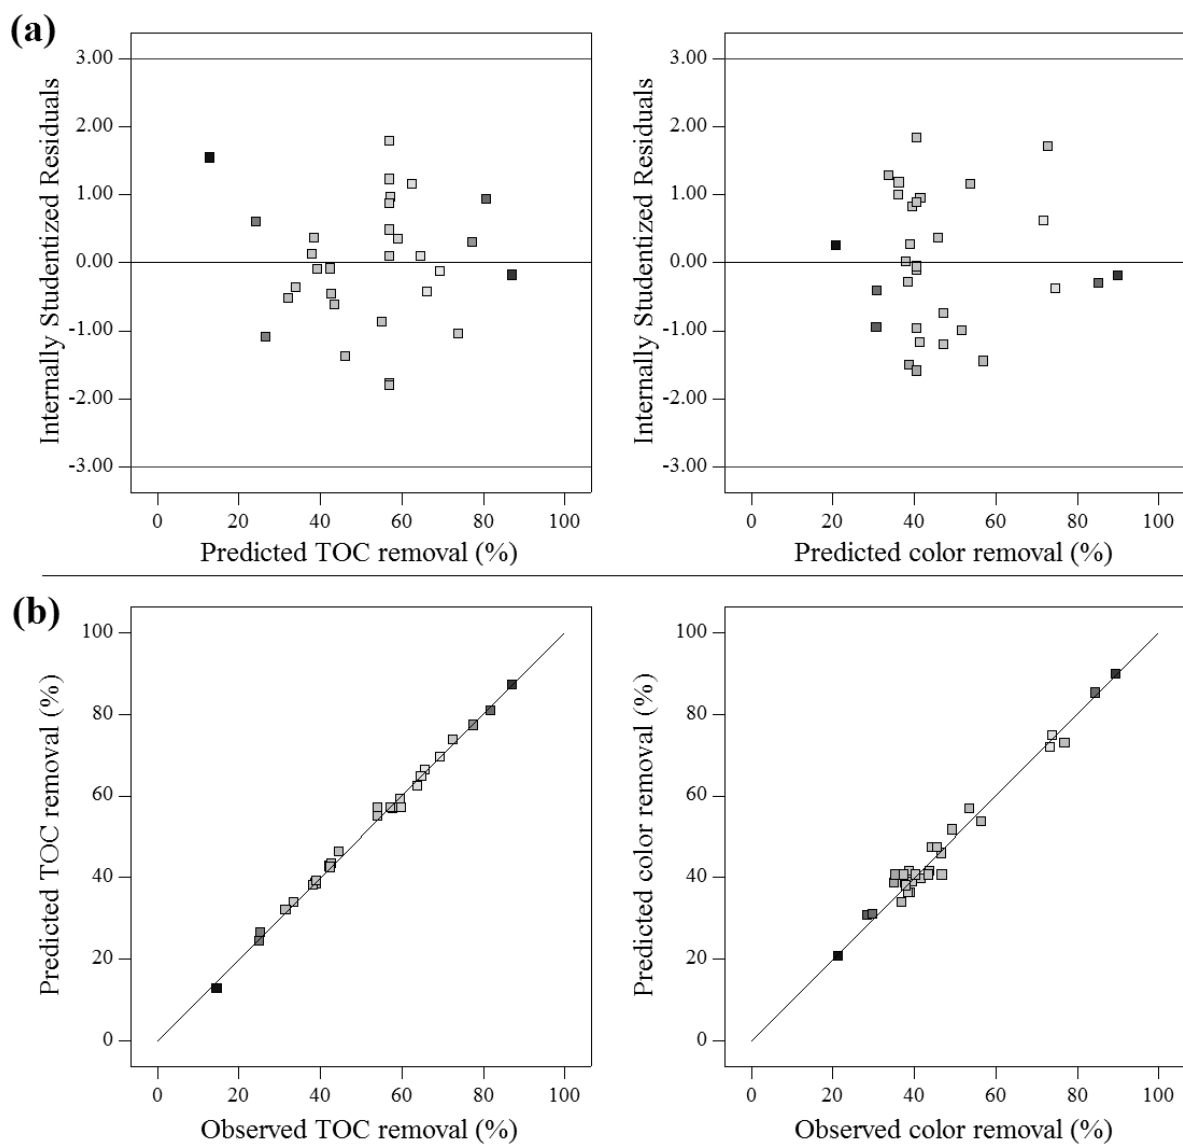 (a)
3.00
2.00
1.00
0.00
-1.00
-2.00
-3.00
Internally Studentized Residuals
0 20 40 60 80 100
Predicted TOC removal (%)
3.00
2.00
1.00
0.00
-1.00
-2.00
-3.00
Internally Studentized Residuals
0 20 40 60 80 100
Predicted color removal (%)
(b)
100
80
60
40
20
0
Predicted TOC removal (%)
0 20 40 60 80 100
Observed TOC removal (%)
100
80
60
40
20
0
Predicted color removal (%)
0 20 40 60 80 100
Observed color removal (%)